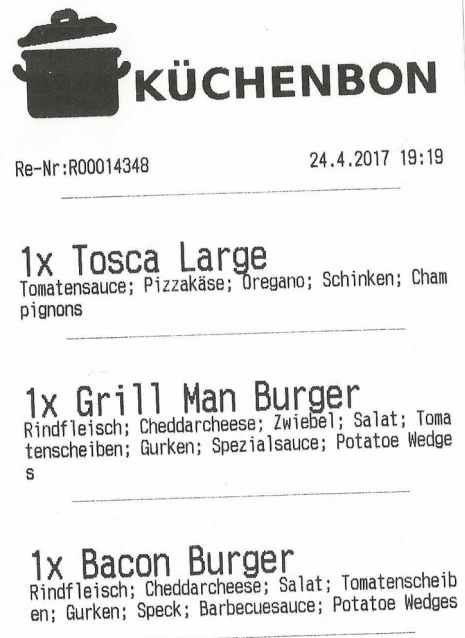 KÜCHENBON
Re-Nr:R00014348 24.4.2017 19:19
1x Tosca Large
Tomatensauce; Pizzakäse; Oregano; Schinken; Cham
pignons
1x Grill Man Burger
Rindfleisch; Cheddarcheese; Zwiebel; Salat; Toma
tenscheiben; Gurken; Spezialsauce; Potatoe Wedge
s
1x Bacon Burger
Rindfleisch; Cheddarcheese; Salat; Tomatenscheib
en; Gurken; Speck; Barbecuesauce; Potatoe Wedges